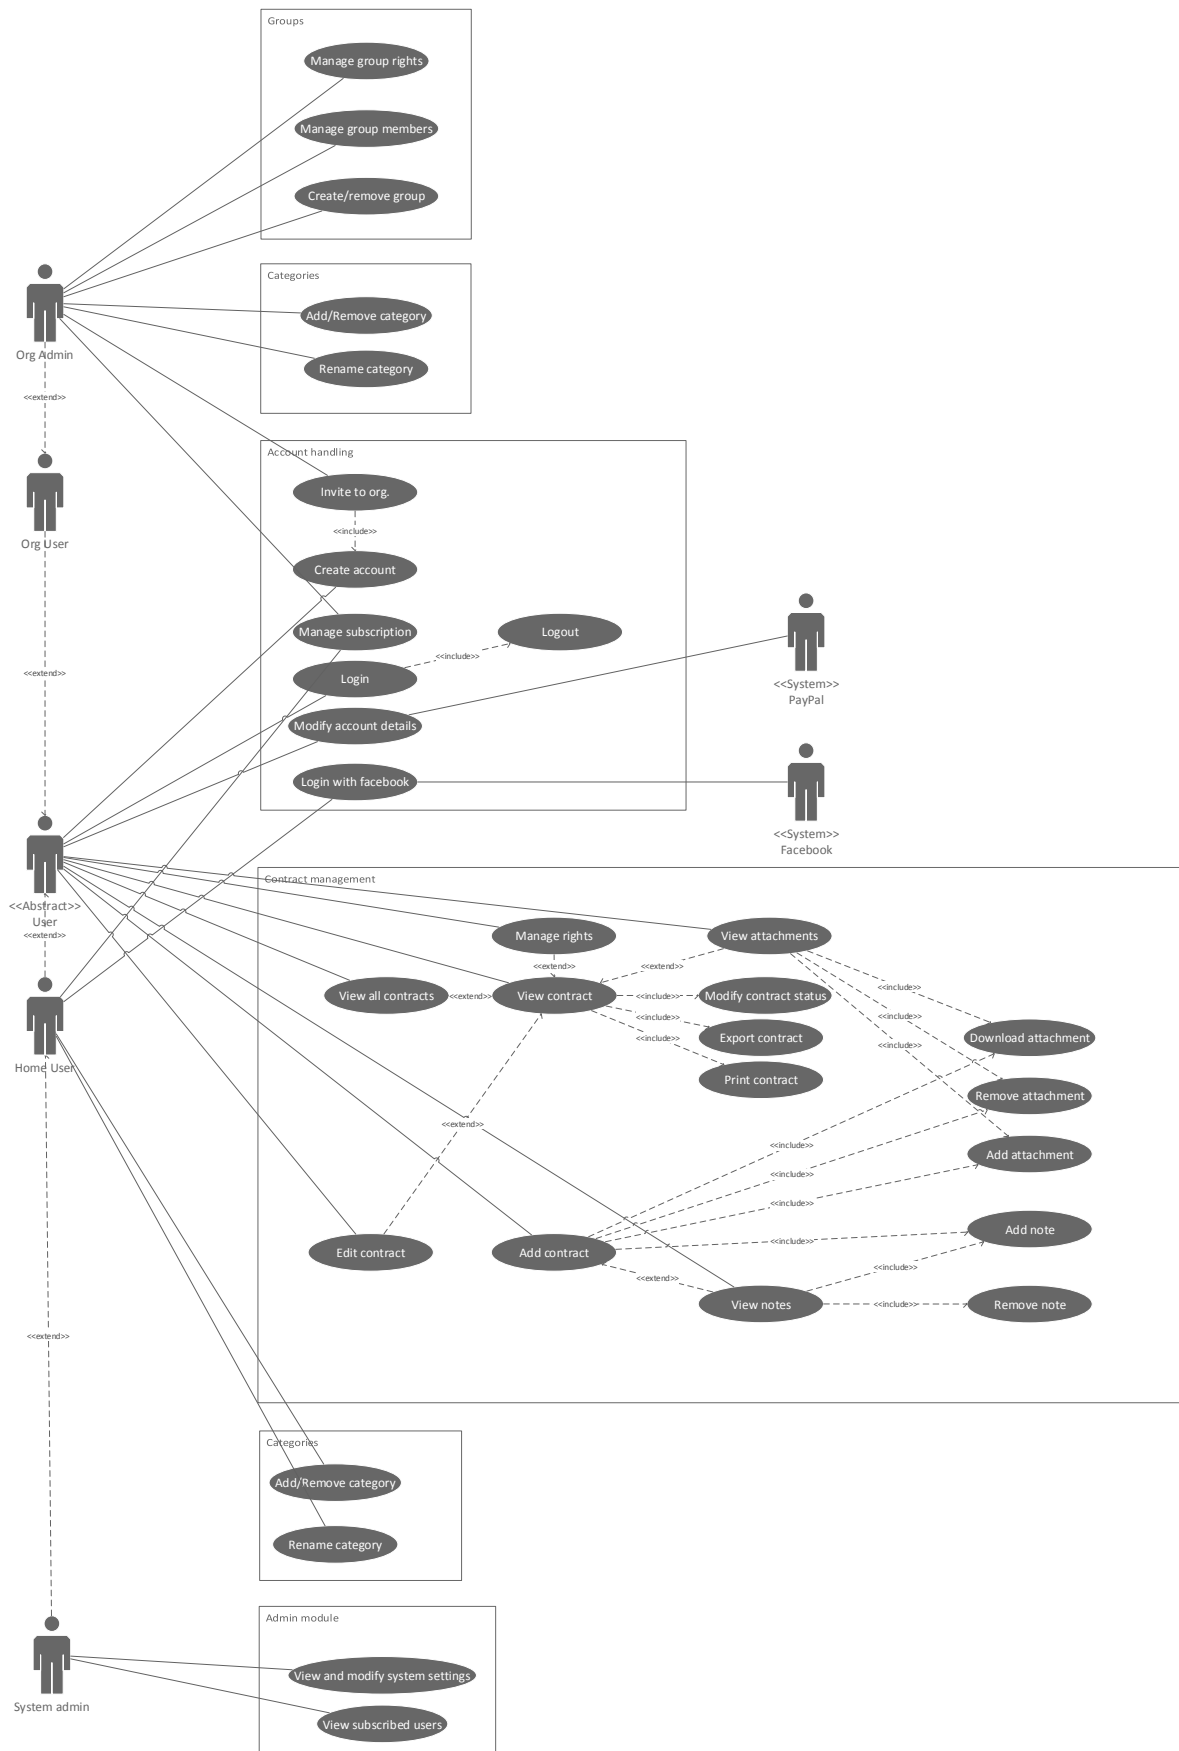 Groups
Manage group rights
Manage group members
Create/remove group
Categories
Add/Remove category
Rename category
Org Admin
<<extend>>
Org User
<<extend>>
Account handling
Invite to org.
<<include>>
Create account
Manage subscription
Logout
<<include>>
Login
Modify account details
Login with facebook
<<System>>
PayPal
<<System>>
Facebook
<<Abstract>>
User
<<extend>>
Home User
Contract management
Manage rights
View attachments
<<extend>>
<<extend>>
View all contracts
<<extend>>
View contract
<<include>>
Modify contract status
<<include>>
<<include>>
Export contract
<<include>>
<<include>>
Download attachment
<<include>>
Print contract
Remove attachment
<<extend>>
<<include>>
Add attachment
<<include>>
<<include>>
Add note
<<include>>
Edit contract
Add contract
<<include>>
<<extend>>
View notes
<<include>>
Remove note
<<extend>>
Categories
Add/Remove category
Rename category
System admin
Admin module
View and modify system settings
View subscribed users